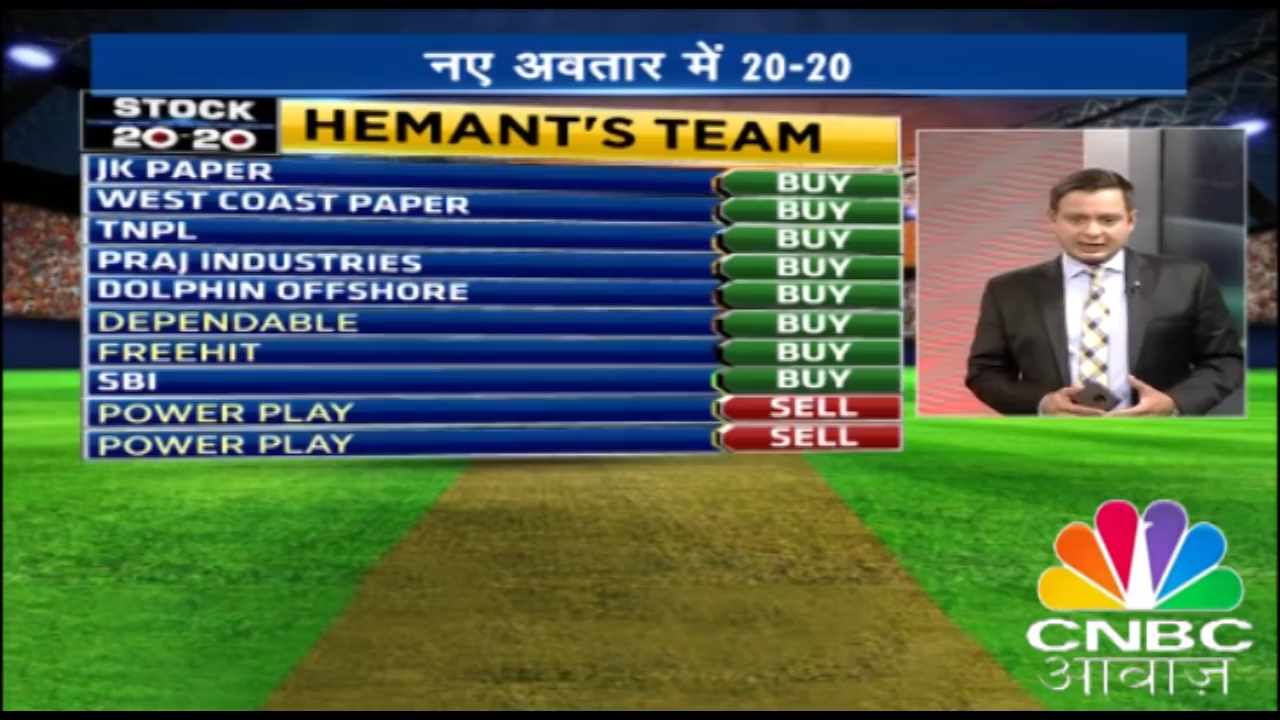 नए अवतार में 20-20
STOCK
20-20
HEMANT'S TEAM
JK PAPER BUY
WEST COAST PAPER BUY
TNPL BUY
PRAJ INDUSTRIES BUY
DOLPHIN OFFSHORE BUY
DEPENDABLE BUY
FREEHIT BUY
SBI BUY
POWER PLAY SELL
POWER PLAY SELL
CNBC
आवाज़